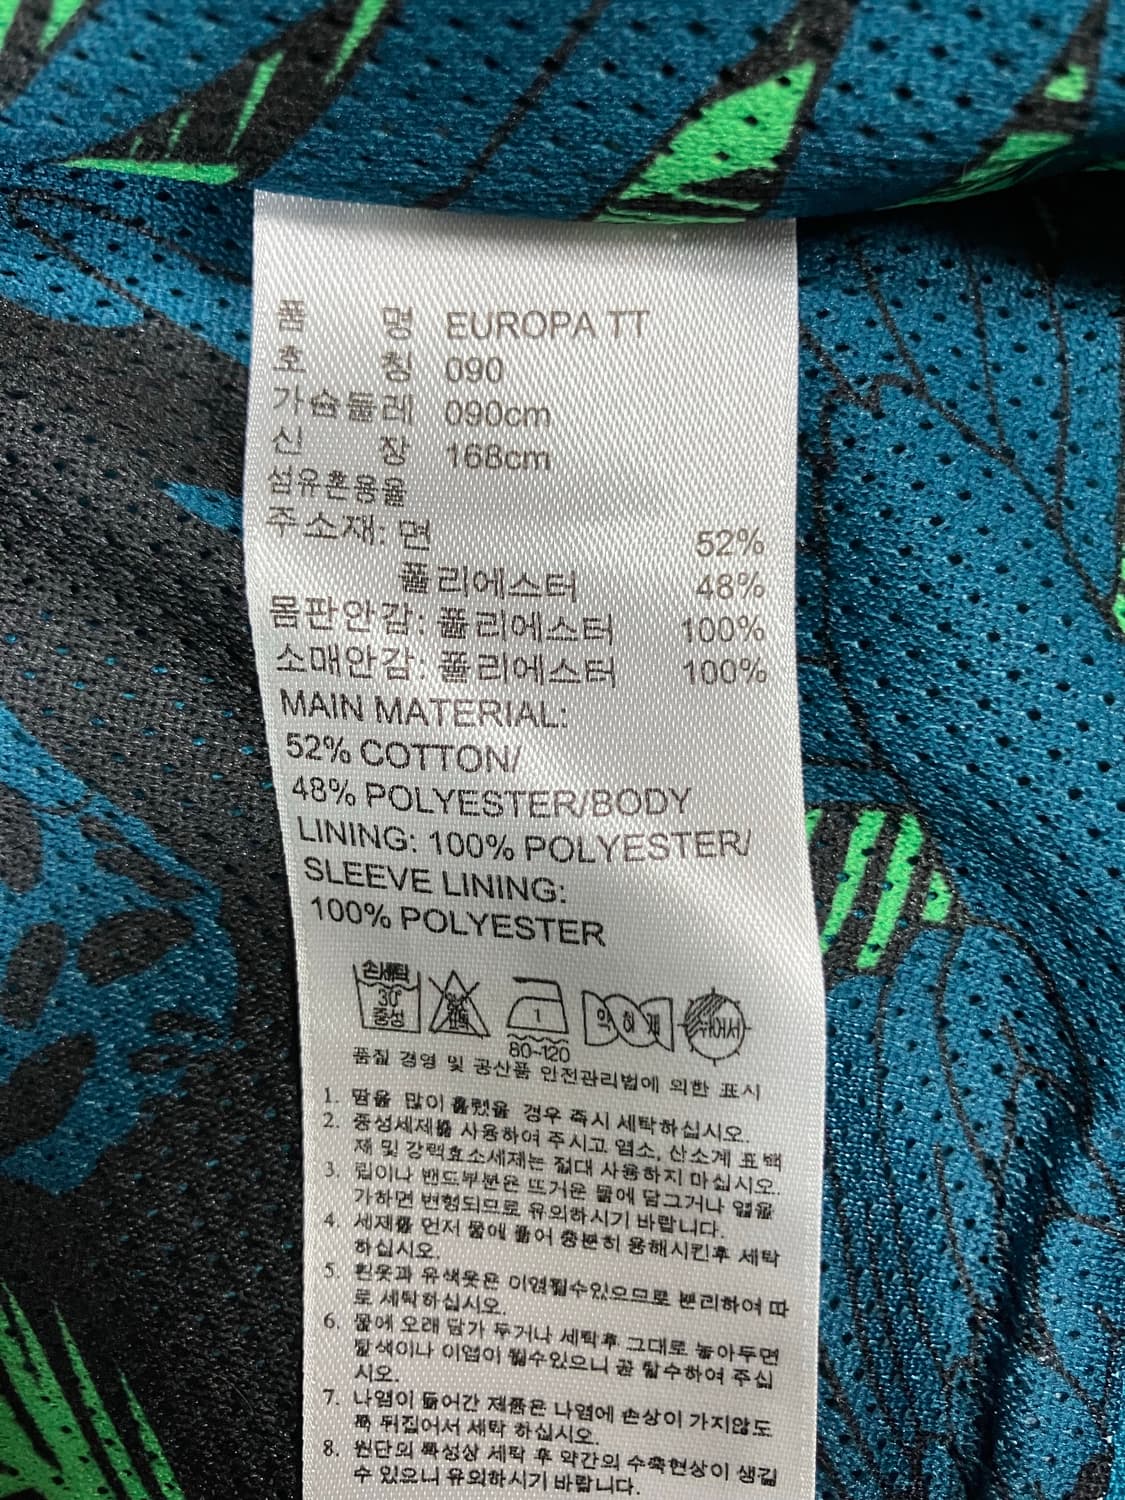 품 명 EUROPA TT
호 칭 090
가슴둘레 090cm
신 장 168cm
섬유혼용율
주소재: 면 52%
폴리에스터 48%
몸판안감: 폴리에스터 100%
소매안감: 폴리에스터 100%
MAIN MATERIAL:
52% COTTON/
48% POLYESTER/BODY
LINING: 100% POLYESTER/
SLEEVE LINING:
100% POLYESTER
손세탁
30° 약하게
중성
1
80~120
뉘어서
품질 경영 및 공산품 안전관리법에 의한 표시
1. 땀을 많이 흘렸을 경우 즉시 세탁하십시오.
2. 중성세제를 사용하여 주시고 염소, 산소계 표백
제 및 강력효소세제는 절대 사용하지 마십시오.
3. 립이나 밴드부분은 뜨거운 물에 담그거나 열을
가하면 변형되므로 유의하시기 바랍니다.
4. 세제를 먼저 물에 풀어 충분히 용해시킨후 세탁
하십시오.
5. 흰옷과 유색옷은 이염될수있으므로 분리하여 따
로 세탁하십시오.
6. 물에 오래 담가 두거나 세탁후 그대로 놓아두면
탈색이나 이염이 될수있으니 곧 탈수하여 주십
시오.
7. 나염이 들어간 제품은 나염에 손상이 가지않도
록 뒤집어서 세탁 하십시오.
8. 원단의 특성상 세탁 후 약간의 수축현상이 생길
수 있으니 유의하시기 바랍니다.